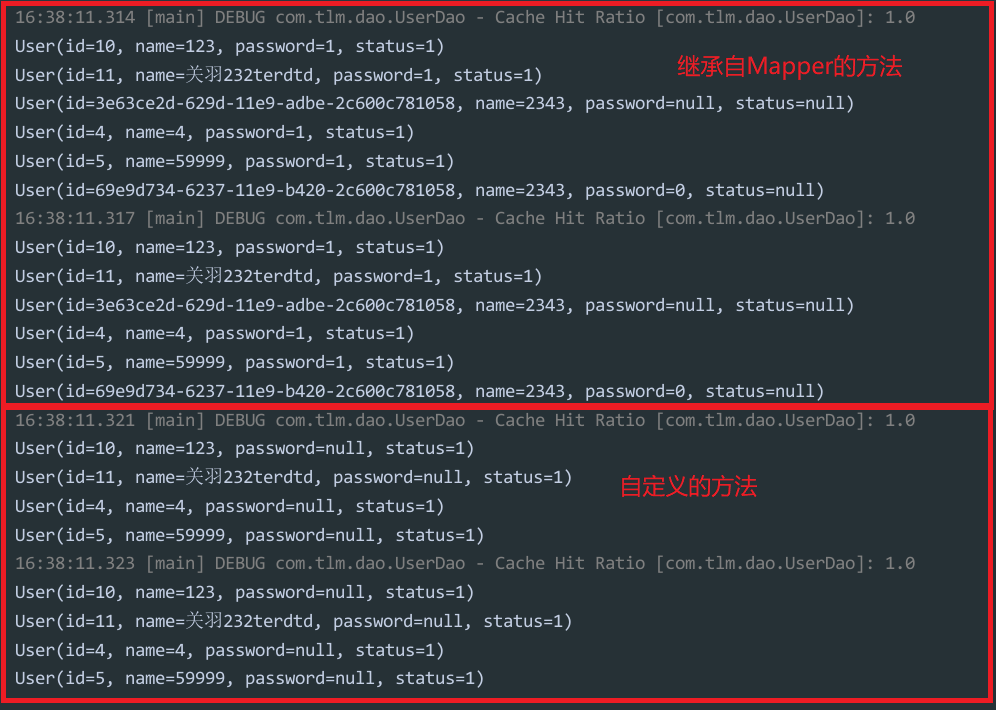 16:38:11.314 [main] DEBUG com.tlm.dao.UserDao - Cache Hit Ratio [com.tlm.dao.UserDao]: 1.0
User(id=10, name=123, password=1, status=1)
继承自Mapper的方法
User(id=11, name=关羽232terdtd, password=1, status=1)
User(id=3e63ce2d-629d-11e9-adbe-2c600c781058, name=2343, password=null, status=null)
User(id=4, name=4, password=1, status=1)
User(id=5, name=59999, password=1, status=1)
User(id=69e9d734-6237-11e9-b420-2c600c781058, name=2343, password=0, status=null)
16:38:11.317 [main] DEBUG com.tlm.dao.UserDao - Cache Hit Ratio [com.tlm.dao.UserDao]: 1.0
User(id=10, name=123, password=1, status=1)
User(id=11, name=关羽232terdtd, password=1, status=1)
User(id=3e63ce2d-629d-11e9-adbe-2c600c781058, name=2343, password=null, status=null)
User(id=4, name=4, password=1, status=1)
User(id=5, name=59999, password=1, status=1)
User(id=69e9d734-6237-11e9-b420-2c600c781058, name=2343, password=0, status=null)
16:38:11.321 [main] DEBUG com.tlm.dao.UserDao - Cache Hit Ratio [com.tlm.dao.UserDao]: 1.0
User(id=10, name=123, password=null, status=1)
User(id=11, name=关羽232terdtd, password=null, status=1)
自定义的方法
User(id=4, name=4, password=null, status=1)
User(id=5, name=59999, password=null, status=1)
16:38:11.323 [main] DEBUG com.tlm.dao.UserDao - Cache Hit Ratio [com.tlm.dao.UserDao]: 1.0
User(id=10, name=123, password=null, status=1)
User(id=11, name=关羽232terdtd, password=null, status=1)
User(id=4, name=4, password=null, status=1)
User(id=5, name=59999, password=null, status=1)